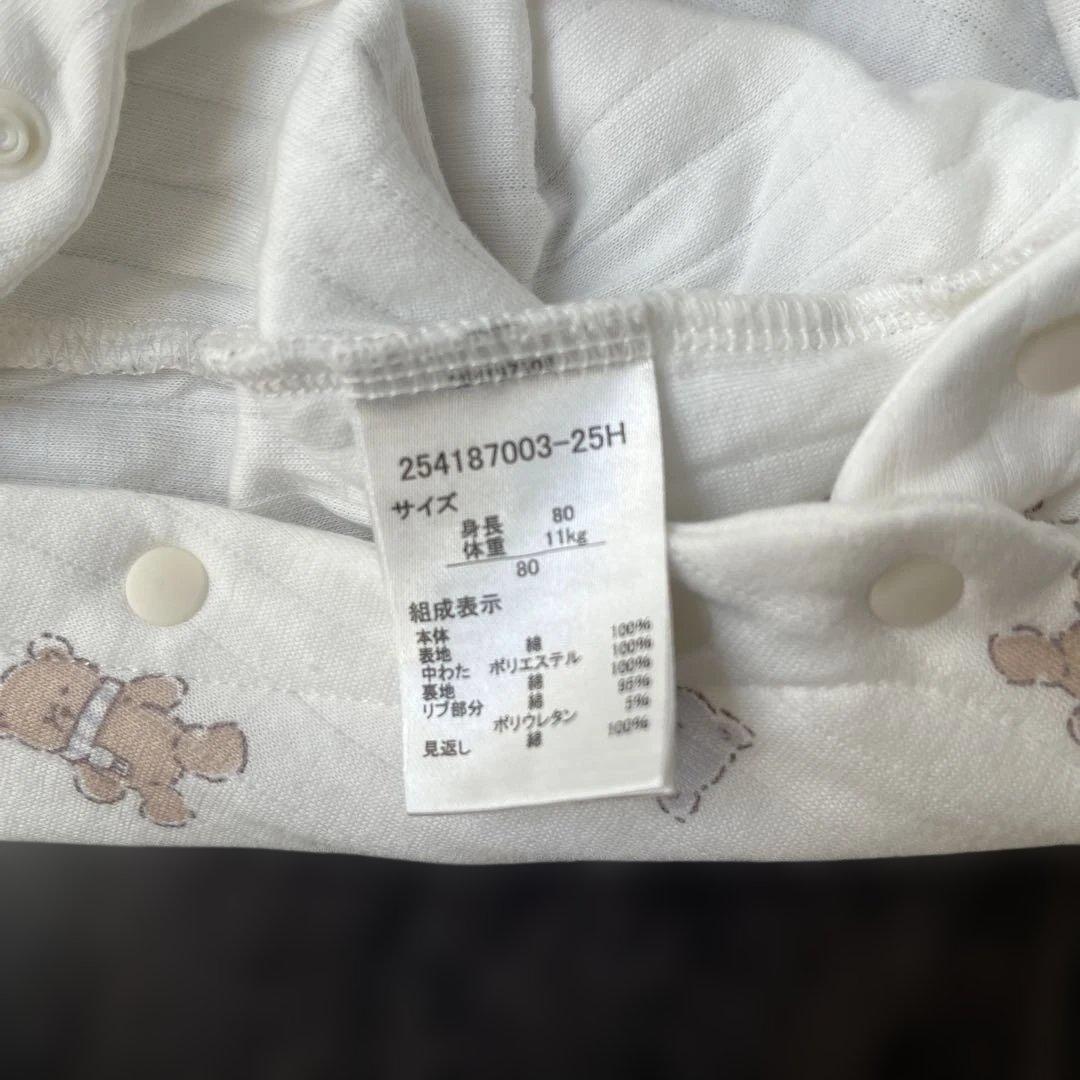 254187003-25H
サイズ
身長 80
体重 11kg
80
組成表示
本体
表地 綿 100%
中わた ポリエステル 100%
裏地 綿 100%
リブ部分 綿 95%
ポリウレタン 5%
見返し 綿 100%